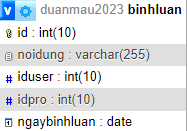 v duanmau2023 binhluan
id : int(10)
noidung : varchar(255)
# iduser : int(10)
# idpro : int(10)
ngaybinhluan : date